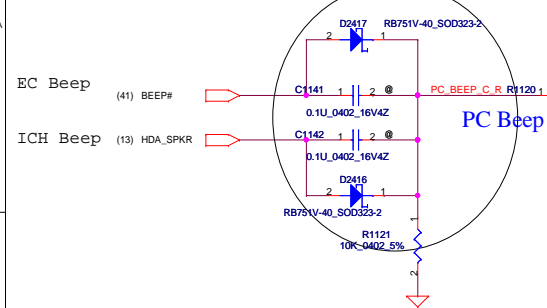 D2417 RB751V-40_SOD323-2
2 1
EC Beep (41) BEEP# C1141 1 2 @ PC_BEEP_C_R R1120 1
0.1U_0402_16V4Z
PC Beep
ICH Beep (13) HDA_SPKR C1142 1 2 @
0.1U_0402_16V4Z
D2416
2 1
RB751V-40_SOD323-2
1
R1121
10K_0402_5%
2